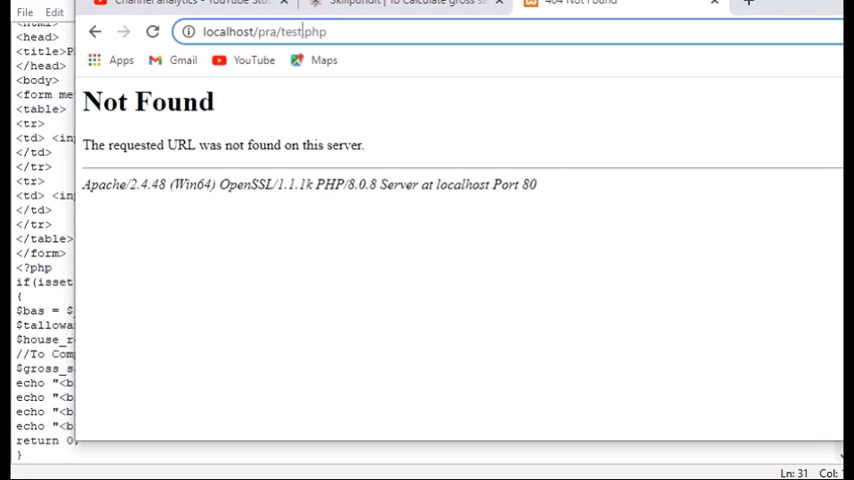 File Edit
Channel analytics - YouTube Stu
Skillpundit | To Calculate gross se
404 Not Found
localhost/pra/testphp
Apps Gmail YouTube Maps
Not Found
The requested URL was not found on this server.
Apache/2.4.48 (Win64) OpenSSL/1.1.1k PHP/8.0.8 Server at localhost Port 80
<html>
<head>
<title>P
</head>
<body>
<form me
<table>
<tr>
<td> <in
</td>
</tr>
<tr>
<td> <in
</td>
</tr>
</table>
</form>
<?php
if(isset
{
$bas = $
$tallowa
$house_r
//To Com
$gross_s
echo "<b
echo "<b
echo "<b
echo "<b
return 0;
}
Ln: 31 Col: